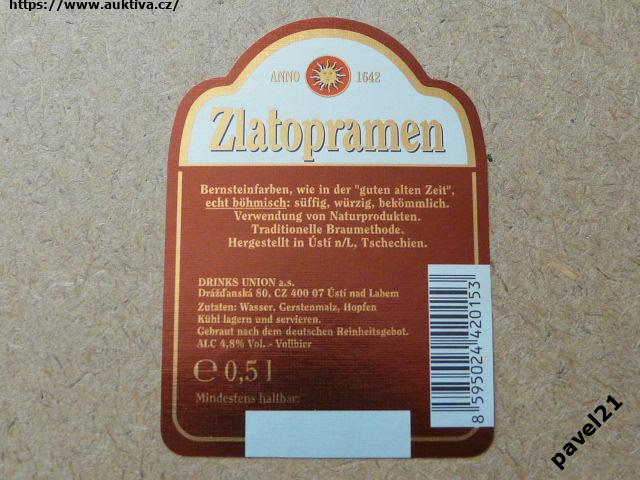 https://www.auktiva.cz/
ANNO 1642
Zlatopramen
Bernsteinfarben, wie in der "guten alten Zeit",
echt böhmisch: süffig, würzig, bekömmlich.
Verwendung von Naturprodukten.
Traditionelle Braumethode.
Hergestellt in Ústí n/L, Tschechien.
DRINKS UNION a.s.
Drážďanská 80, CZ 400 07 Ústí nad Labem
Zutaten: Wasser, Gerstenmalz, Hopfen
Kühl lagern und servieren.
Gebraut nach dem deutschen Reinheitsgebot.
ALC 4,8% Vol. - Vollbier
℮ 0,5 l
Mindestens haltbar:
8 595024 420153
pavel21